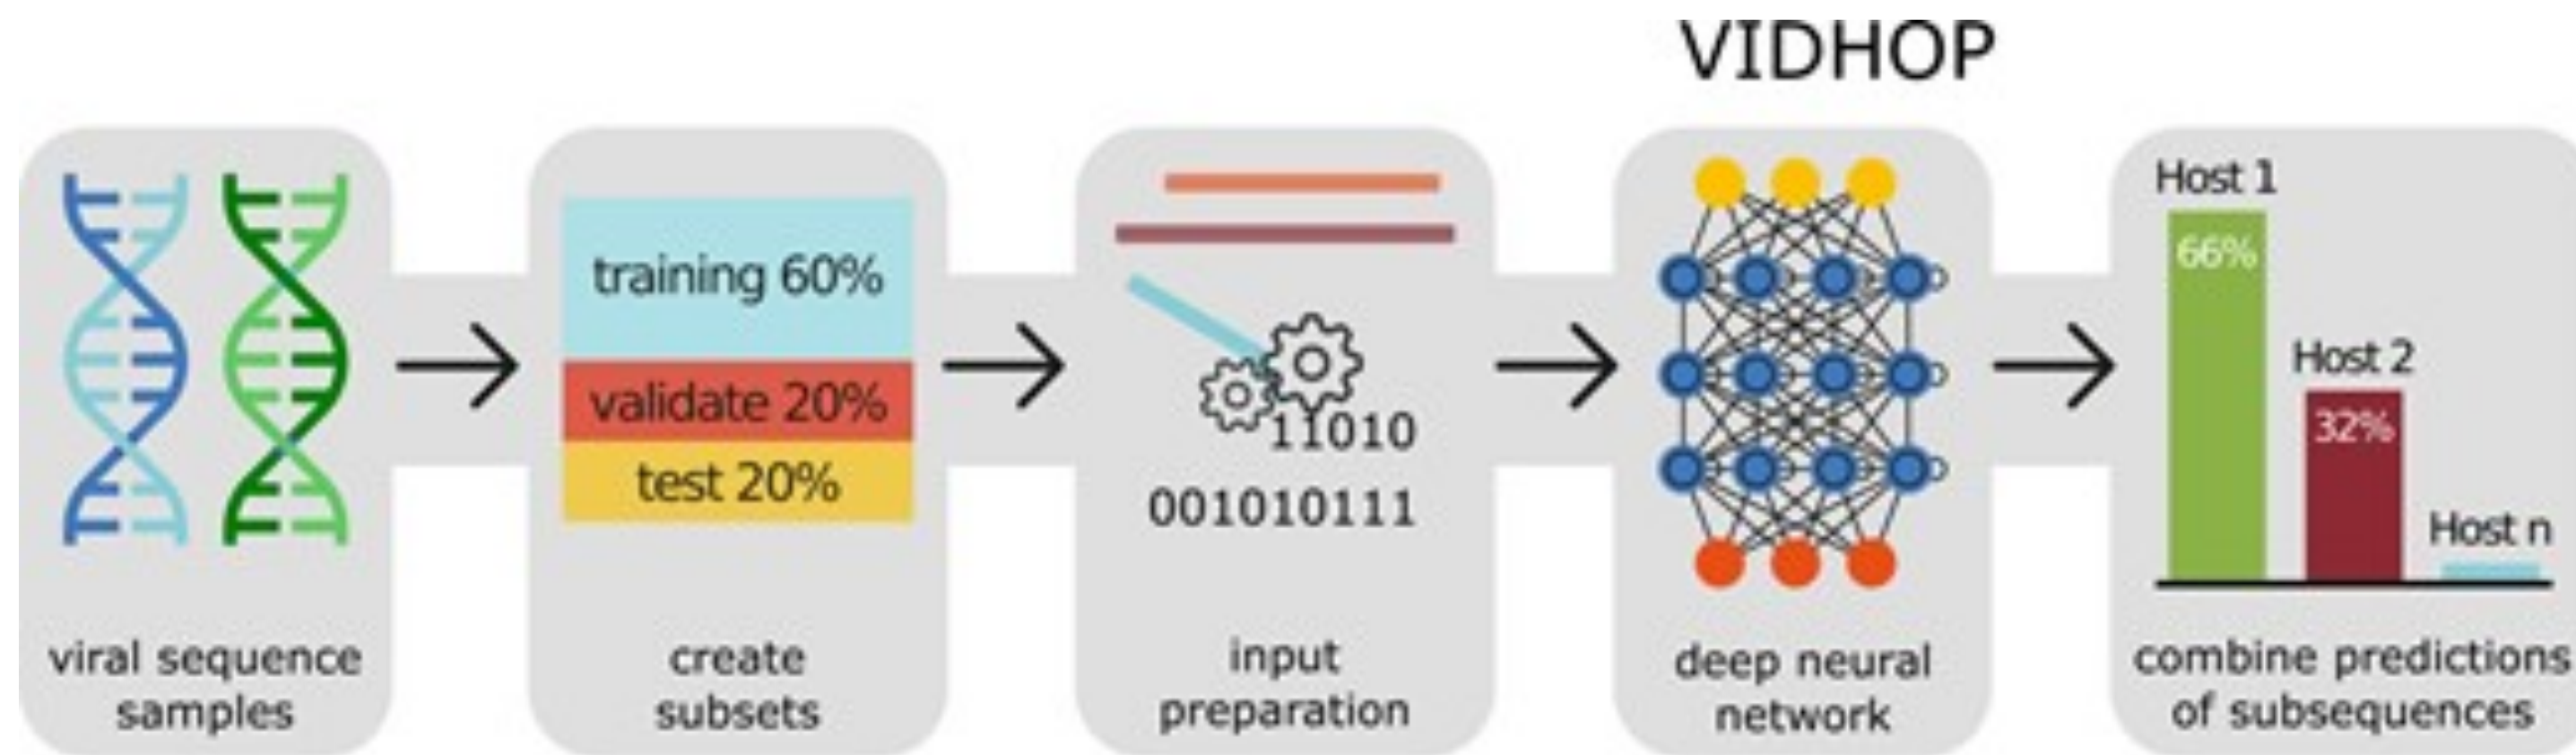 VIDHOP
viral sequence
samples
training 60%
validate 20%
test 20%
create
subsets
11010
001010111
input
preparation
deep neural
network
Host 1
66%
Host 2
32%
Host n
combine predictions
of subsequences